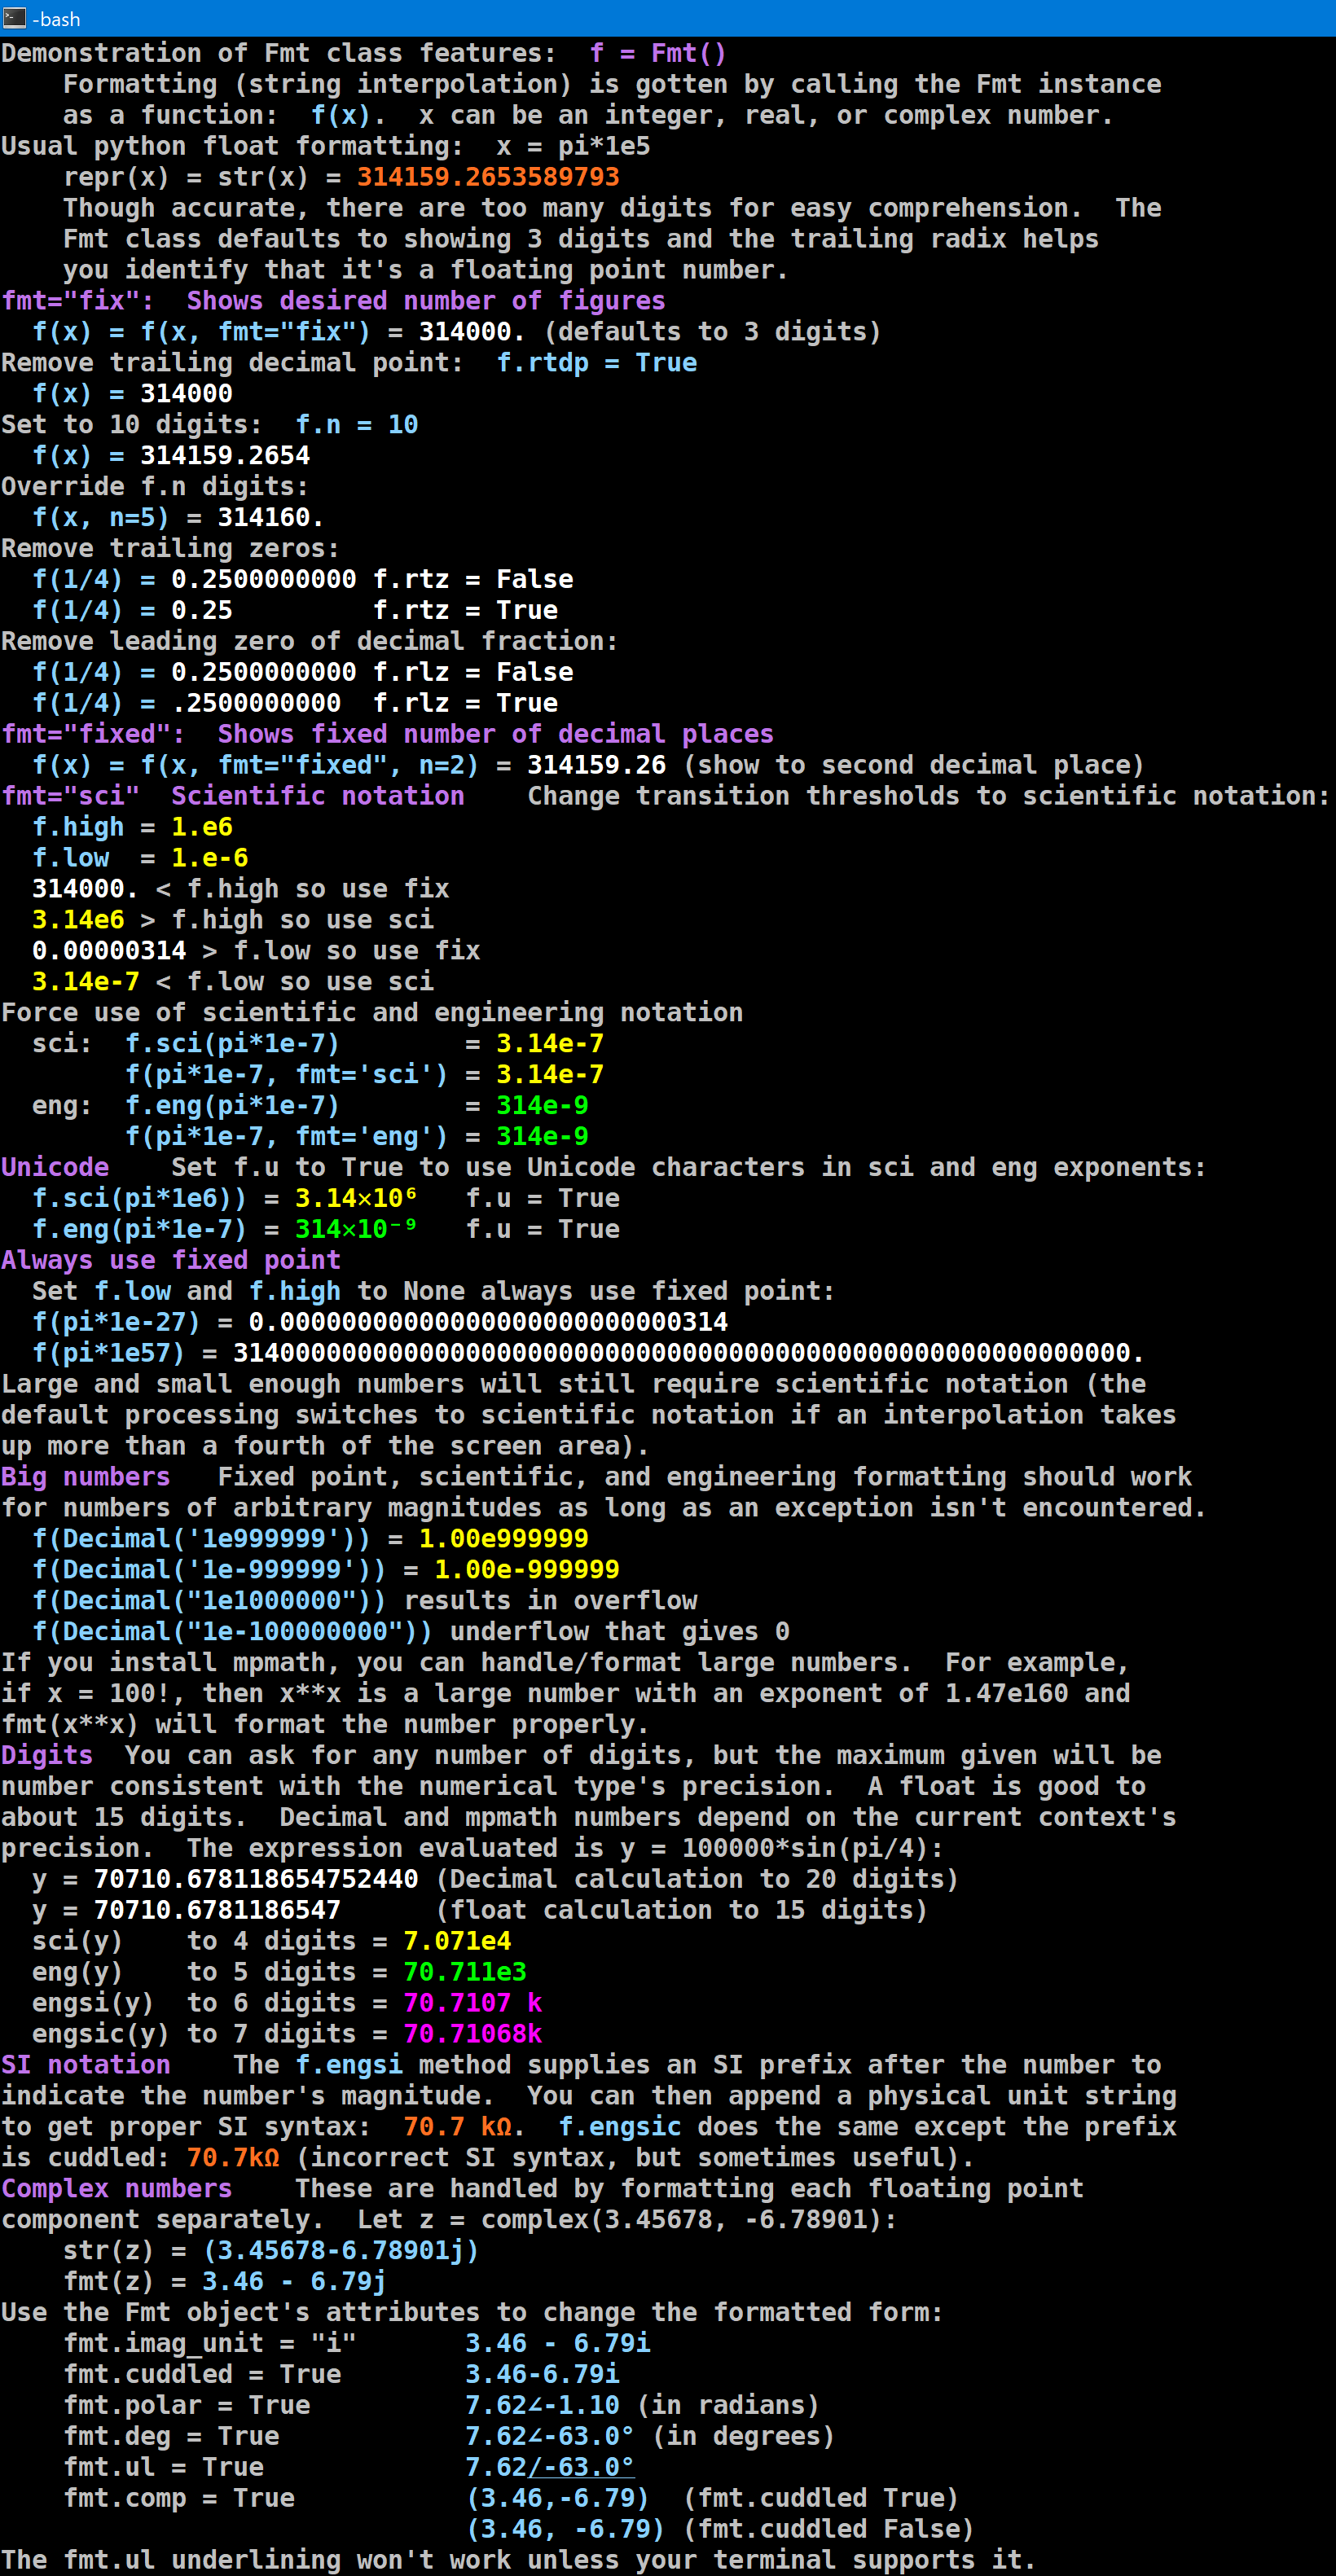 -bash
Demonstration of Fmt class features:  f = Fmt()
    Formatting (string interpolation) is gotten by calling the Fmt instance
    as a function:  f(x).  x can be an integer, real, or complex number.
Usual python float formatting:  x = pi*1e5
    repr(x) = str(x) = 314159.2653589793
    Though accurate, there are too many digits for easy comprehension.  The
    Fmt class defaults to showing 3 digits and the trailing radix helps
    you identify that it's a floating point number.
fmt="fix":  Shows desired number of figures
  f(x) = f(x, fmt="fix") = 314000. (defaults to 3 digits)
Remove trailing decimal point:  f.rtdp = True
  f(x) = 314000
Set to 10 digits:  f.n = 10
  f(x) = 314159.2654
Override f.n digits:
  f(x, n=5) = 314160.
Remove trailing zeros:
  f(1/4) = 0.2500000000 f.rtz = False
  f(1/4) = 0.25         f.rtz = True
Remove leading zero of decimal fraction:
  f(1/4) = 0.2500000000 f.rlz = False
  f(1/4) = .2500000000  f.rlz = True
fmt="fixed":  Shows fixed number of decimal places
  f(x) = f(x, fmt="fixed", n=2) = 314159.26 (show to second decimal place)
fmt="sci"  Scientific notation    Change transition thresholds to scientific notation:
  f.high = 1.e6
  f.low  = 1.e-6
  314000. < f.high so use fix
  3.14e6 > f.high so use sci
  0.00000314 > f.low so use fix
  3.14e-7 < f.low so use sci
Force use of scientific and engineering notation
  sci:  f.sci(pi*1e-7)        = 3.14e-7
        f(pi*1e-7, fmt='sci') = 3.14e-7
  eng:  f.eng(pi*1e-7)        = 314e-9
        f(pi*1e-7, fmt='eng') = 314e-9
Unicode    Set f.u to True to use Unicode characters in sci and eng exponents:
  f.sci(pi*1e6)) = 3.14×10⁶   f.u = True
  f.eng(pi*1e-7) = 314×10⁻⁹   f.u = True
Always use fixed point
  Set f.low and f.high to None always use fixed point:
  f(pi*1e-27) = 0.00000000000000000000000000314
  f(pi*1e57) = 3140000000000000000000000000000000000000000000000000000000.
Large and small enough numbers will still require scientific notation (the
default processing switches to scientific notation if an interpolation takes
up more than a fourth of the screen area).
Big numbers   Fixed point, scientific, and engineering formatting should work
for numbers of arbitrary magnitudes as long as an exception isn't encountered.
  f(Decimal('1e999999')) = 1.00e999999
  f(Decimal('1e-999999')) = 1.00e-999999
  f(Decimal("1e1000000")) results in overflow
  f(Decimal("1e-100000000")) underflow that gives 0
If you install mpmath, you can handle/format large numbers.  For example,
if x = 100!, then x**x is a large number with an exponent of 1.47e160 and
fmt(x**x) will format the number properly.
Digits  You can ask for any number of digits, but the maximum given will be
number consistent with the numerical type's precision.  A float is good to
about 15 digits.  Decimal and mpmath numbers depend on the current context's
precision.  The expression evaluated is y = 100000*sin(pi/4):
  y = 70710.678118654752440 (Decimal calculation to 20 digits)
  y = 70710.6781186547      (float calculation to 15 digits)
  sci(y)    to 4 digits = 7.071e4
  eng(y)    to 5 digits = 70.711e3
  engsi(y)  to 6 digits = 70.7107 k
  engsic(y) to 7 digits = 70.71068k
SI notation    The f.engsi method supplies an SI prefix after the number to
indicate the number's magnitude.  You can then append a physical unit string
to get proper SI syntax:  70.7 kΩ.  f.engsic does the same except the prefix
is cuddled: 70.7kΩ (incorrect SI syntax, but sometimes useful).
Complex numbers    These are handled by formatting each floating point
component separately.  Let z = complex(3.45678, -6.78901):
    str(z) = (3.45678-6.78901j)
    fmt(z) = 3.46 - 6.79j
Use the Fmt object's attributes to change the formatted form:
    fmt.imag_unit = "i"       3.46 - 6.79i
    fmt.cuddled = True        3.46-6.79i
    fmt.polar = True          7.62∠-1.10 (in radians)
    fmt.deg = True            7.62∠-63.0° (in degrees)
    fmt.ul = True             7.62/-63.0°
    fmt.comp = True           (3.46,-6.79)  (fmt.cuddled True)
                              (3.46, -6.79) (fmt.cuddled False)
The fmt.ul underlining won't work unless your terminal supports it.